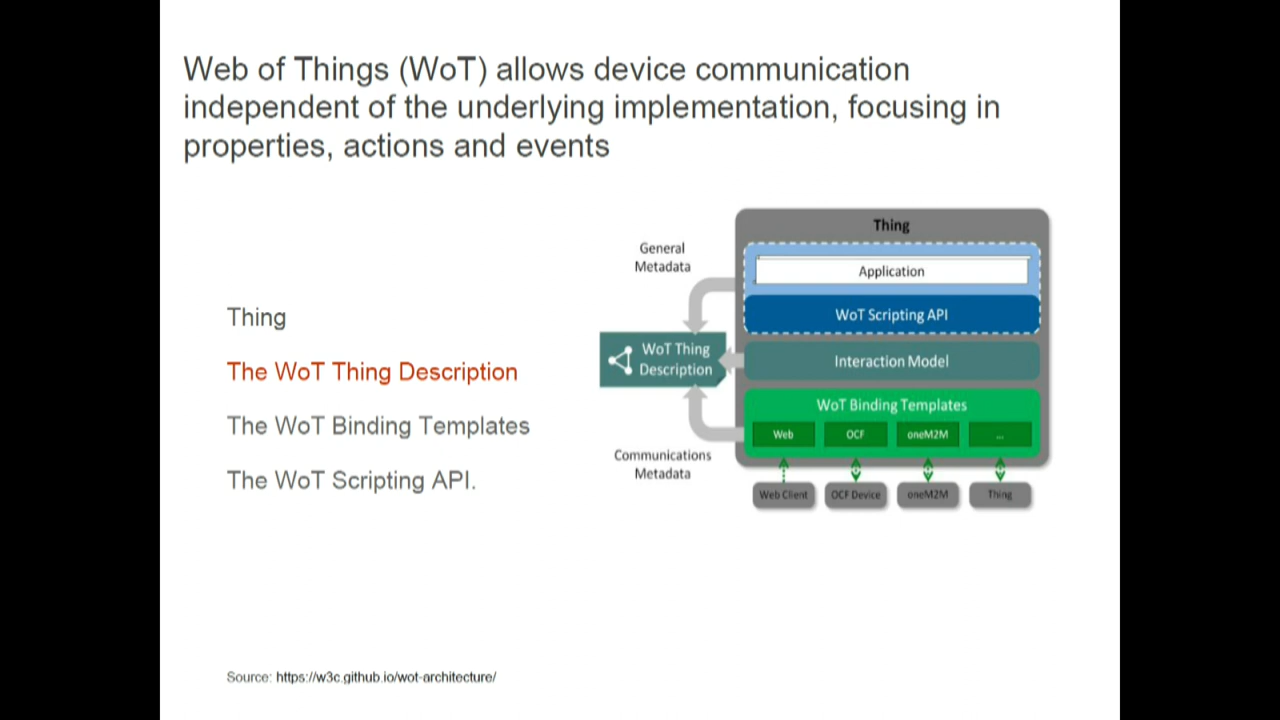 Web of Things (WoT) allows device communication
independent of the underlying implementation, focusing in
properties, actions and events
Thing
The WoT Thing Description
The WoT Binding Templates
The WoT Scripting API.
General
Metadata
WoT Thing
Description
Communications
Metadata
Thing
Application
WoT Scripting API
Interaction Model
WoT Binding Templates
Web
OCF
oneM2M
...
Web Client
OCF Device
oneM2M
Thing
Source: https://w3c.github.io/wot-architecture/